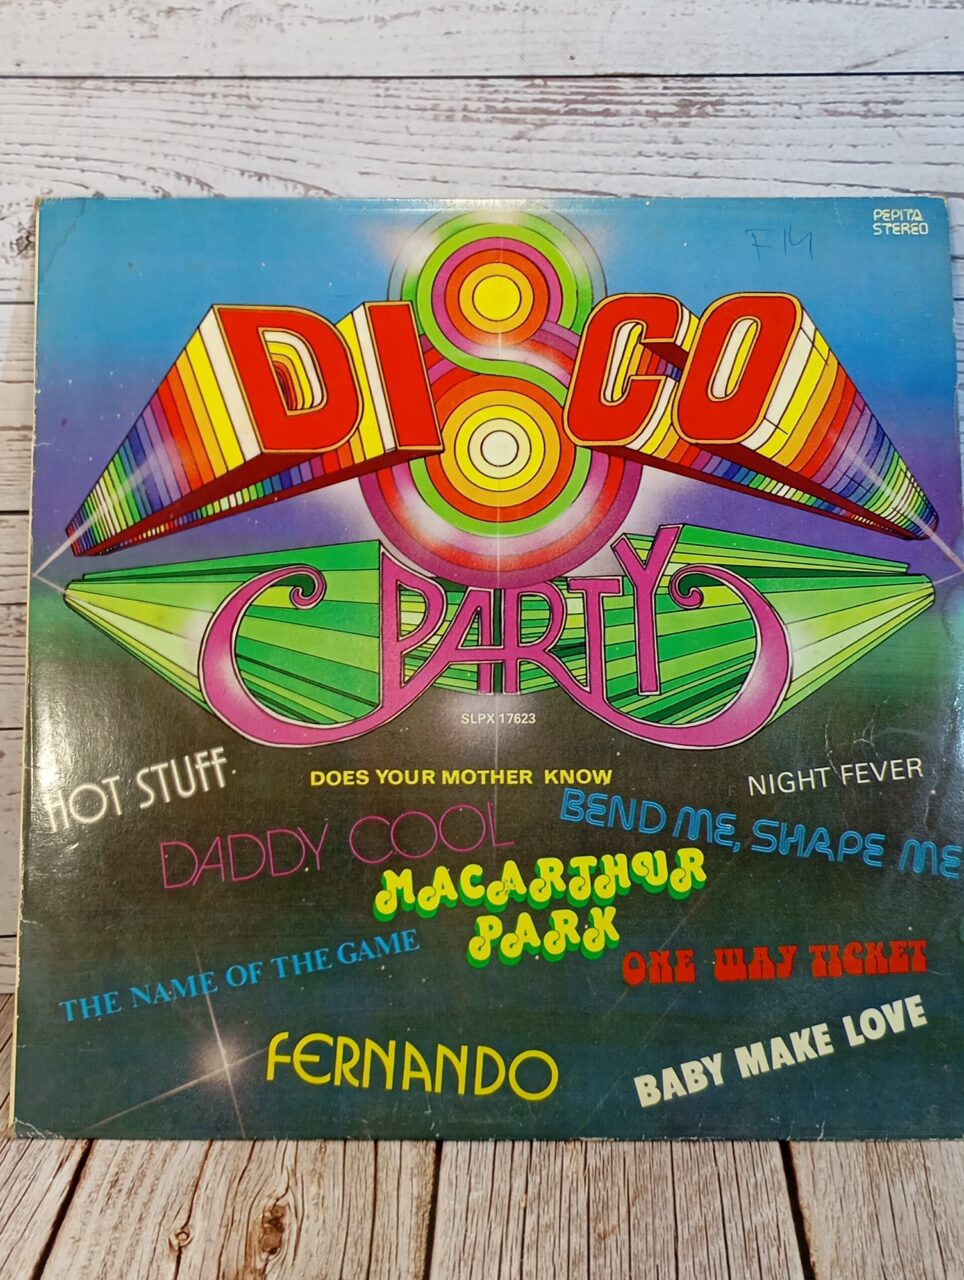 PEPITA
STEREO
F14
DISCO
PARTY
SLPX 17623
HOT STUFF
DOES YOUR MOTHER KNOW
NIGHT FEVER
DADDY COOL
BEND ME, SHAPE ME
MACARTHUR
PARK
THE NAME OF THE GAME
ONE WAY TICKET
FERNANDO
BABY MAKE LOVE